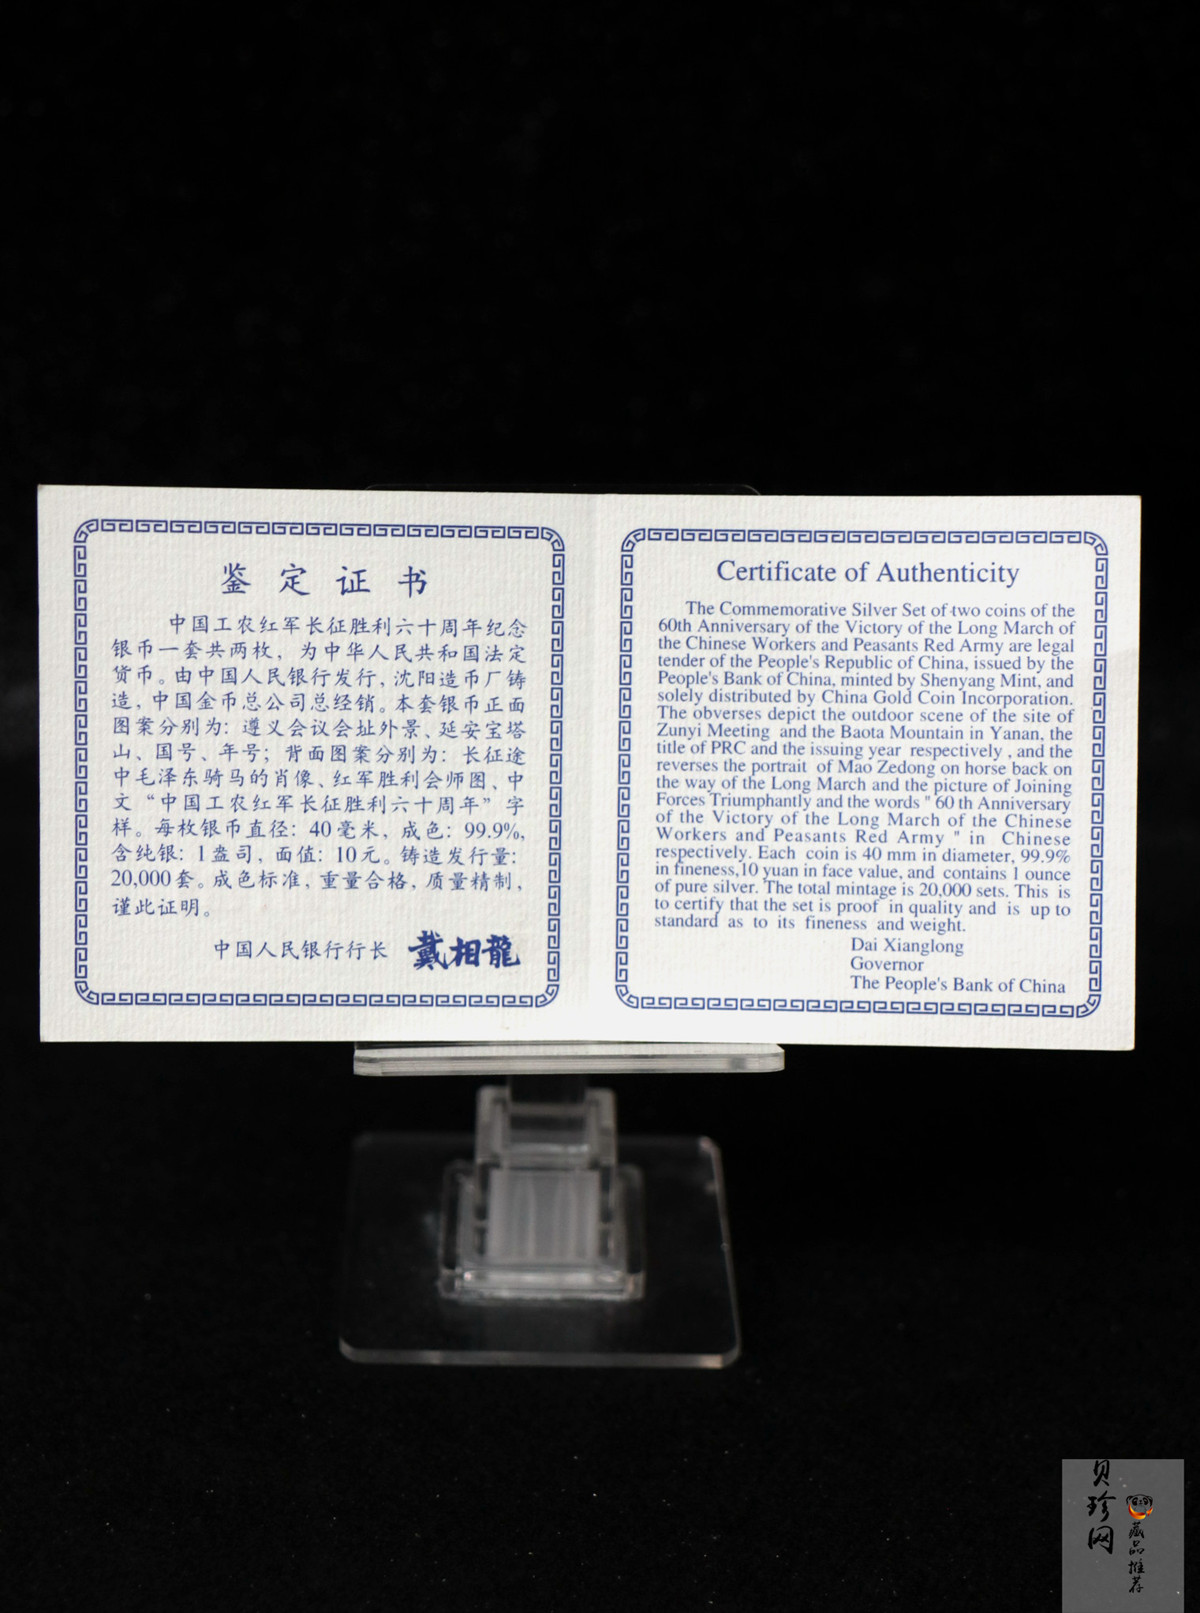 鉴定证书
中国工农红军长征胜利六十周年纪念
银币一套共两枚，为中华人民共和国法定
货币。由中国人民银行发行，沈阳造币厂铸
造，中国金币总公司总经销。本套银币正面
图案分别为：遵义会议会址外景、延安宝塔
山、国号、年号；背面图案分别为：长征途
中毛泽东骑马的肖像、红军胜利会师图、中
文“中国工农红军长征胜利六十周年”字
样。每枚银币直径：40毫米，成色：99.9%，
含纯银：1盎司，面值：10元。铸造发行量：
20,000套。成色标准，重量合格，质量精制，
谨此证明。
中国人民银行行长 戴相龍
Certificate of Authenticity
The Commemorative Silver Set of two coins of the
60th Anniversary of the Victory of the Long March of
the Chinese Workers and Peasants Red Army are legal
tender of the People's Republic of China, issued by the
People's Bank of China, minted by Shenyang Mint, and
solely distributed by China Gold Coin Incorporation.
The obverses depict the outdoor scene of the site of
Zunyi Meeting and the Baota Mountain in Yanan, the
title of PRC and the issuing year respectively , and the
reverses the portrait of Mao Zedong on horse back on
the way of the Long March and the picture of Joining
Forces Triumphantly and the words " 60 th Anniversary
of the Victory of the Long March of the Chinese
Workers and Peasants Red Army " in Chinese
respectively. Each coin is 40 mm in diameter, 99.9%
in fineness,10 yuan in face value, and contains 1 ounce
of pure silver. The total mintage is 20,000 sets. This is
to certify that the set is proof in quality and is up to
standard as to its fineness and weight.
Dai Xianglong
Governor
The People's Bank of China
贝珍网
藏品推荐